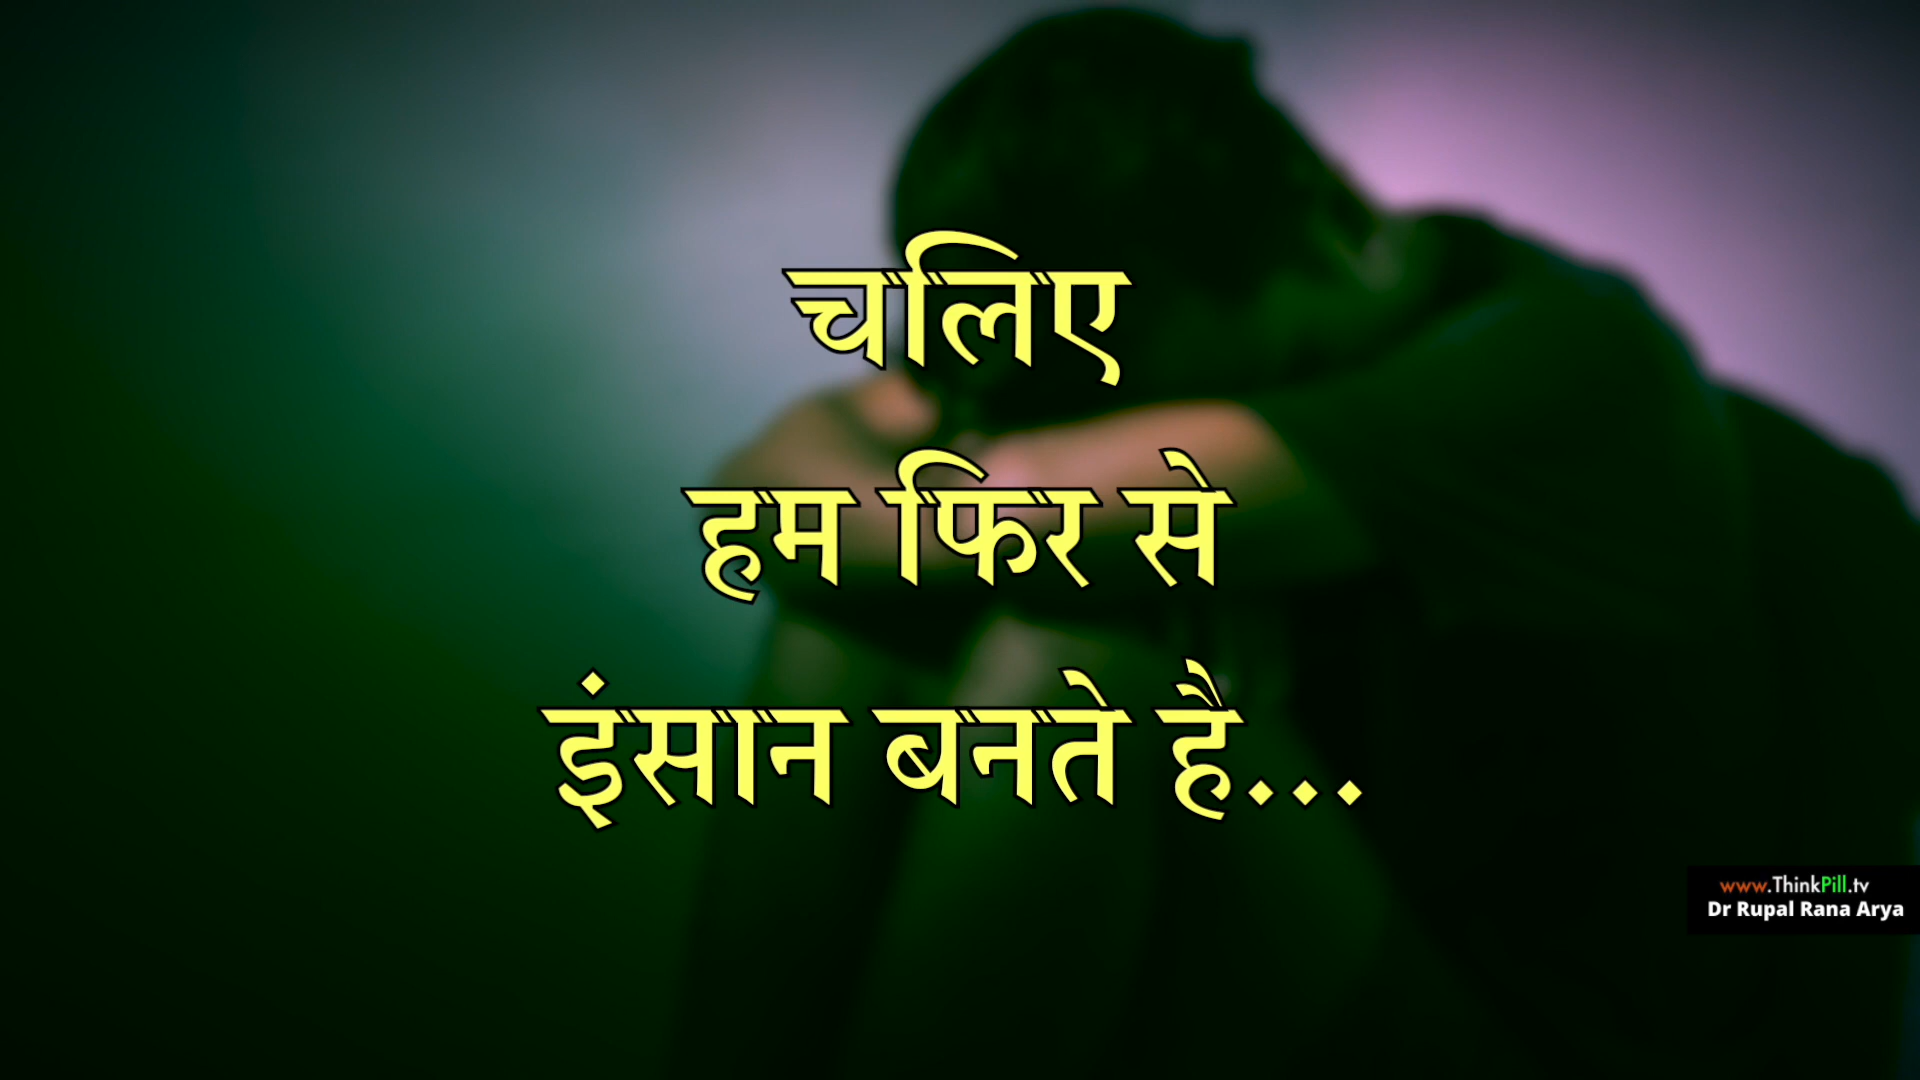 चलिए
हम फिर से
इंसान बनते है...
www.ThinkPill.tv
Dr Rupal Rana Arya